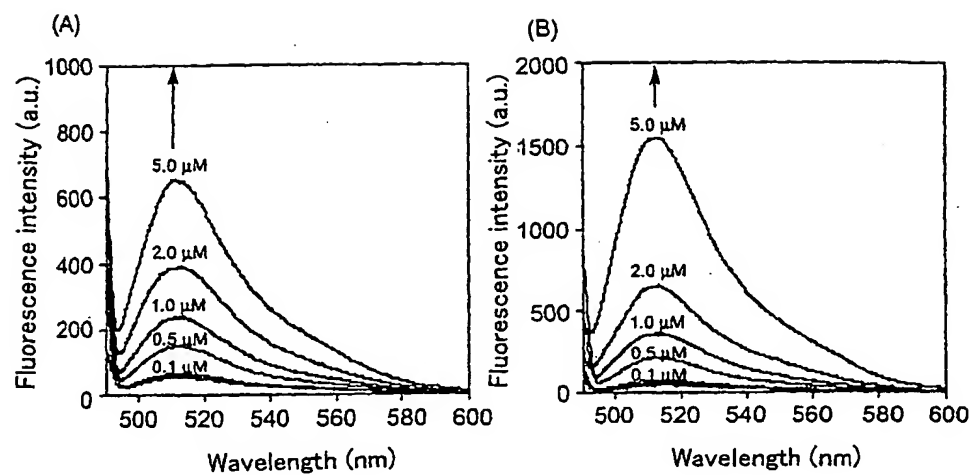 (A)
Fluorescence intensity (a.u.)
1000
800
600
400
200
0
5.0 μM
2.0 μM
1.0 μM
0.5 μM
0.1 μM
500 520 540 560 580 600
Wavelength (nm)
(B)
Fluorescence intensity (a.u.)
2000
1500
1000
500
0
5.0 μM
2.0 μM
1.0 μM
0.5 μM
0.1 μM
500 520 540 560 580 600
Wavelength (nm)